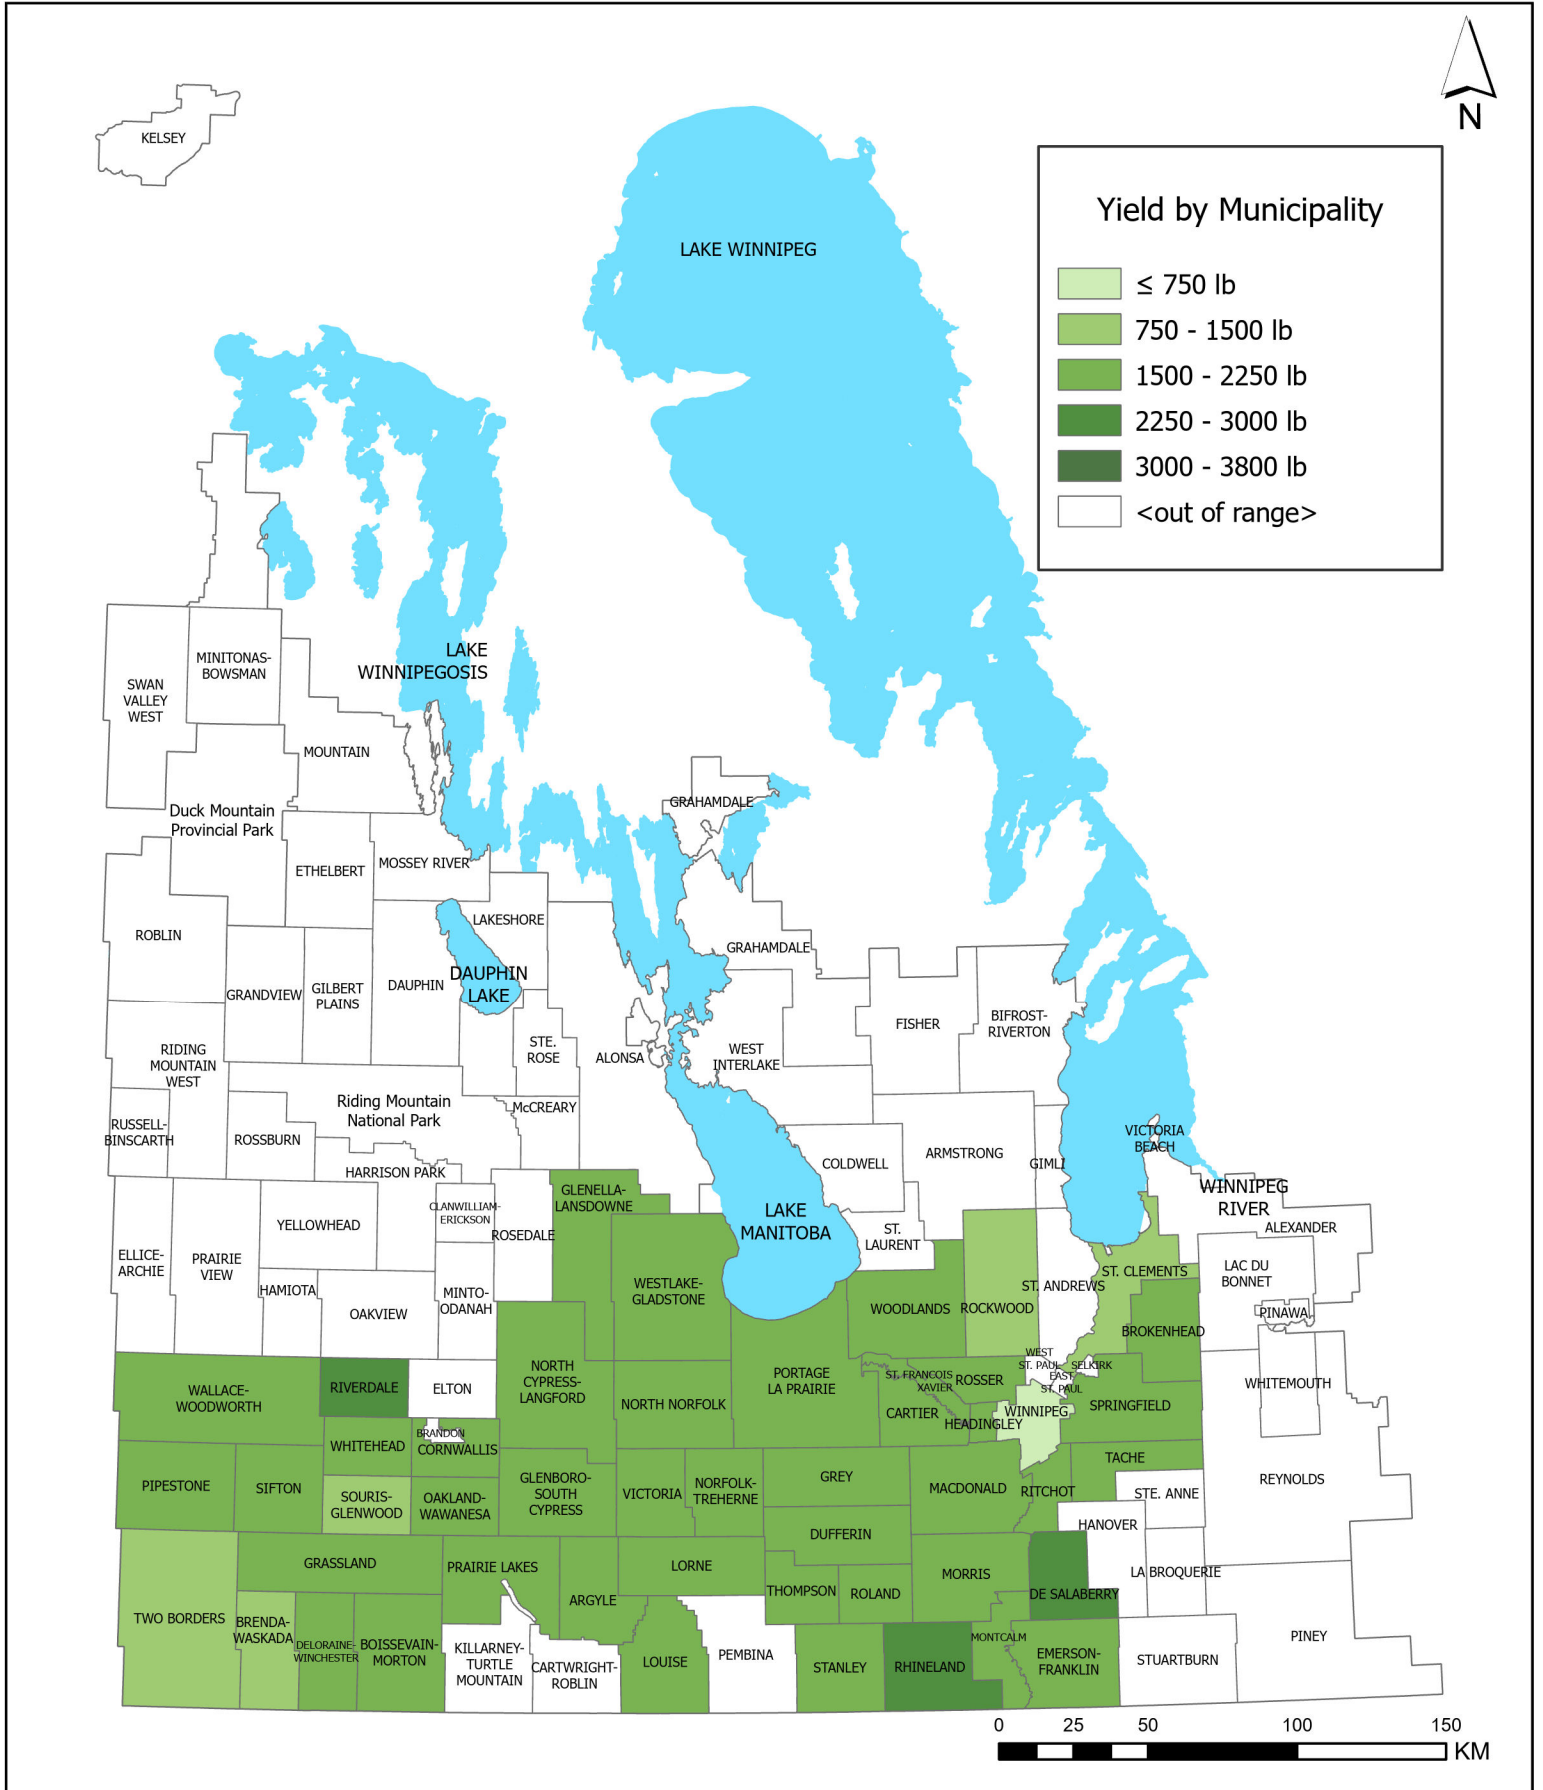 N
KELSEY
Yield by Municipality
≤ 750 lb
750 - 1500 lb
1500 - 2250 lb
2250 - 3000 lb
3000 - 3800 lb
<out of range>
LAKE WINNIPEG
LAKE
WINNIPEGOSIS
MINITONAS-
BOWSMAN
SWAN
VALLEY
WEST
MOUNTAIN
Duck Mountain
Provincial Park
GRAHAMDALE
ETHELBERT
MOSSEY RIVER
ROBLIN
LAKESHORE
GRAHAMDALE
DAUPHIN
LAKE
GRANDVIEW
GILBERT
PLAINS
DAUPHIN
FISHER
BIFROST-
RIVERTON
RIDING
MOUNTAIN
WEST
STE.
ROSE
ALONSA
WEST
INTERLAKE
RUSSELL-
BINSCARTH
ROSSBURN
Riding Mountain
National Park
McCREARY
VICTORIA
BEACH
HARRISON PARK
COLDWELL
ARMSTRONG
GIMLI
GLENELLA-
LANSDOWNE
WINNIPEG
RIVER
ALEXANDER
YELLOWHEAD
CLANWILLIAM-
ERICKSON
ROSEDALE
LAKE
MANITOBA
ST.
LAURENT
ELLICE-
ARCHIE
PRAIRIE
VIEW
HAMIOTA
OAKVIEW
MINTO-
ODANAH
WESTLAKE-
GLADSTONE
WOODLANDS
ROCKWOOD
ST. ANDREWS
ST. CLEMENTS
LAC DU
BONNET
PINAWA
BROKENHEAD
WALLACE-
WOODWORTH
RIVERDALE
ELTON
NORTH
CYPRESS-
LANGFORD
NORTH NORFOLK
PORTAGE
LA PRAIRIE
ST. FRANCOIS
XAVIER
ROSSER
WEST
ST. PAUL
SELKIRK
EAST
ST. PAUL
WHITEMOUTH
CARTIER
HEADINGLEY
WINNIPEG
SPRINGFIELD
WHITEHEAD
BRANDON
CORNWALLIS
TACHE
PIPESTONE
SIFTON
SOURIS-
GLENWOOD
OAKLAND-
WAWANESA
GLENBORO-
SOUTH
CYPRESS
VICTORIA
NORFOLK-
TREHERNE
GREY
MACDONALD
RITCHOT
STE. ANNE
REYNOLDS
DUFFERIN
HANOVER
GRASSLAND
PRAIRIE LAKES
ARGYLE
LORNE
THOMPSON
ROLAND
MORRIS
DE SALABERRY
LA BROQUERIE
TWO BORDERS
BRENDA-
WASKADA
DELORAINE-
WINCHESTER
BOISSEVAIN-
MORTON
KILLARNEY-
TURTLE
MOUNTAIN
CARTWRIGHT-
ROBLIN
LOUISE
PEMBINA
STANLEY
RHINELAND
MONTCALM
EMERSON-
FRANKLIN
STUARTBURN
PINEY
0 25 50 100 150
KM